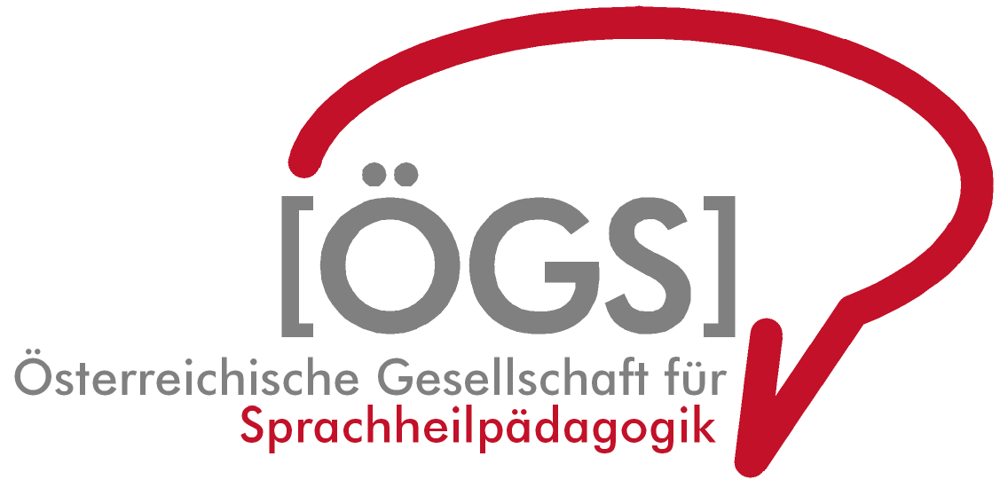 [ÖGS]
Österreichische Gesellschaft für
Sprachheilpädagogik